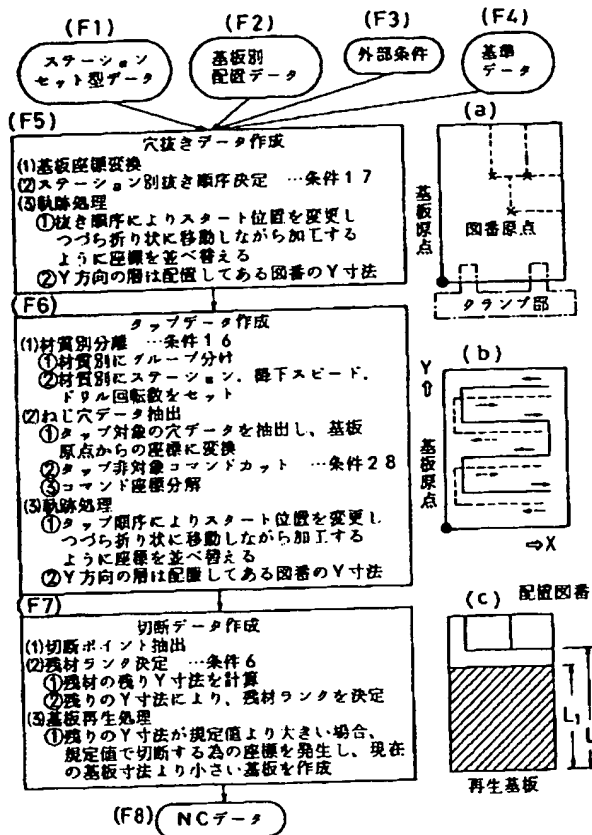 (F1)
(F2)
(F3)
(F4)
ステーション
セット型データ
基板別
配置データ
外部条件
基準
データ
(F5)
穴抜きデータ作成
(1)基板座標変換
(2)ステーション別抜き順序決定 …条件17
(3)軌跡処理
①抜き順序によりスタート位置を変更し
つづら折り状に移動しながら加工する
ように座標を並べ替える
②Y方向の層は配置してある図番のY寸法
(a)
基板原点
図番原点
クランプ部
(F6)
タップデータ作成
(1)材質別分離 …条件16
①材質別にグループ分け
②材質別にステーション、降下スピード、
ドリル回転数をセット
(2)ねじ穴データ抽出
①タップ対象の穴データを抽出し、基板
原点からの座標に変換
②タップ非対象コマンドカット …条件28
③コマンド座標分解
(3)軌跡処理
①タップ順序によりスタート位置を変更し
つづら折り状に移動しながら加工する
ように座標を並べ替える
②Y方向の層は配置してある図番のY寸法
(b)
Y
⇧
基板原点
⇨X
(F7)
切断データ作成
(1)切断ポイント抽出
(2)残材ランク決定 …条件6
①残材の残りY寸法を計算
②残りのY寸法により、残材ランクを決定
(3)基板再生処理
①残りのY寸法が規定値より大きい場合、
規定値で切断する為の座標を発生し、現在
の基板寸法より小さい基板を作成
(c)
配置図番
L₁
L
再生基板
(F8)
NCデータ